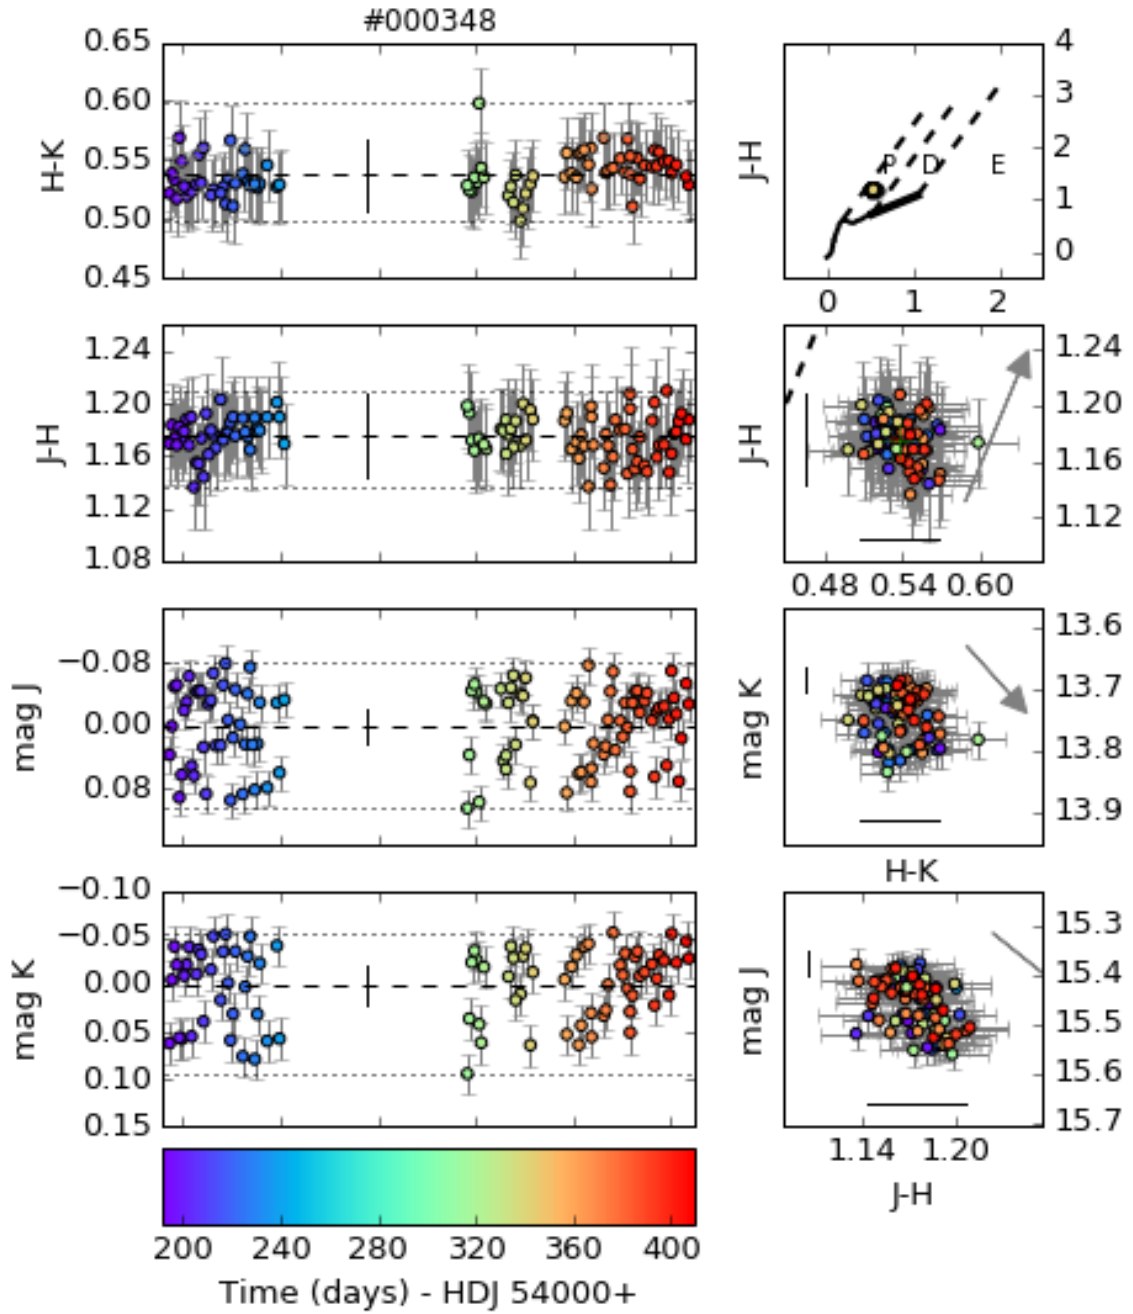 #000348
0.65
0.60
0.55
0.50
0.45
H-K
4
3
2
1
0
J-H
P D E
0 1 2
1.24
1.20
1.16
1.12
1.08
J-H
1.24
1.20
1.16
1.12
J-H
0.48 0.54 0.60
−0.08
0.00
0.08
mag J
13.6
13.7
13.8
13.9
mag K
H-K
−0.10
−0.05
0.00
0.05
0.10
0.15
mag K
15.3
15.4
15.5
15.6
15.7
mag J
1.14 1.20
J-H
200 240 280 320 360 400
Time (days) - HDJ 54000+